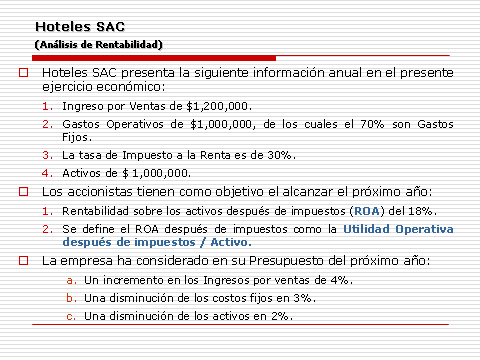 Hoteles SAC
(Análisis de Rentabilidad)
Hoteles SAC presenta la siguiente información anual en el presente
ejercicio económico:
1. Ingreso por Ventas de $1,200,000.
2. Gastos Operativos de $1,000,000, de los cuales el 70% son Gastos
Fijos.
3. La tasa de Impuesto a la Renta es de 30%.
4. Activos de $ 1,000,000.
Los accionistas tienen como objetivo el alcanzar el próximo año:
1. Rentabilidad sobre los activos después de impuestos (ROA) del 18%.
2. Se define el ROA después de impuestos como la Utilidad Operativa
después de impuestos / Activo.
La empresa ha considerado en su Presupuesto del próximo año:
a. Un incremento en los Ingresos por ventas de 4%.
b. Una disminución de los costos fijos en 3%.
c. Una disminución de los activos en 2%.